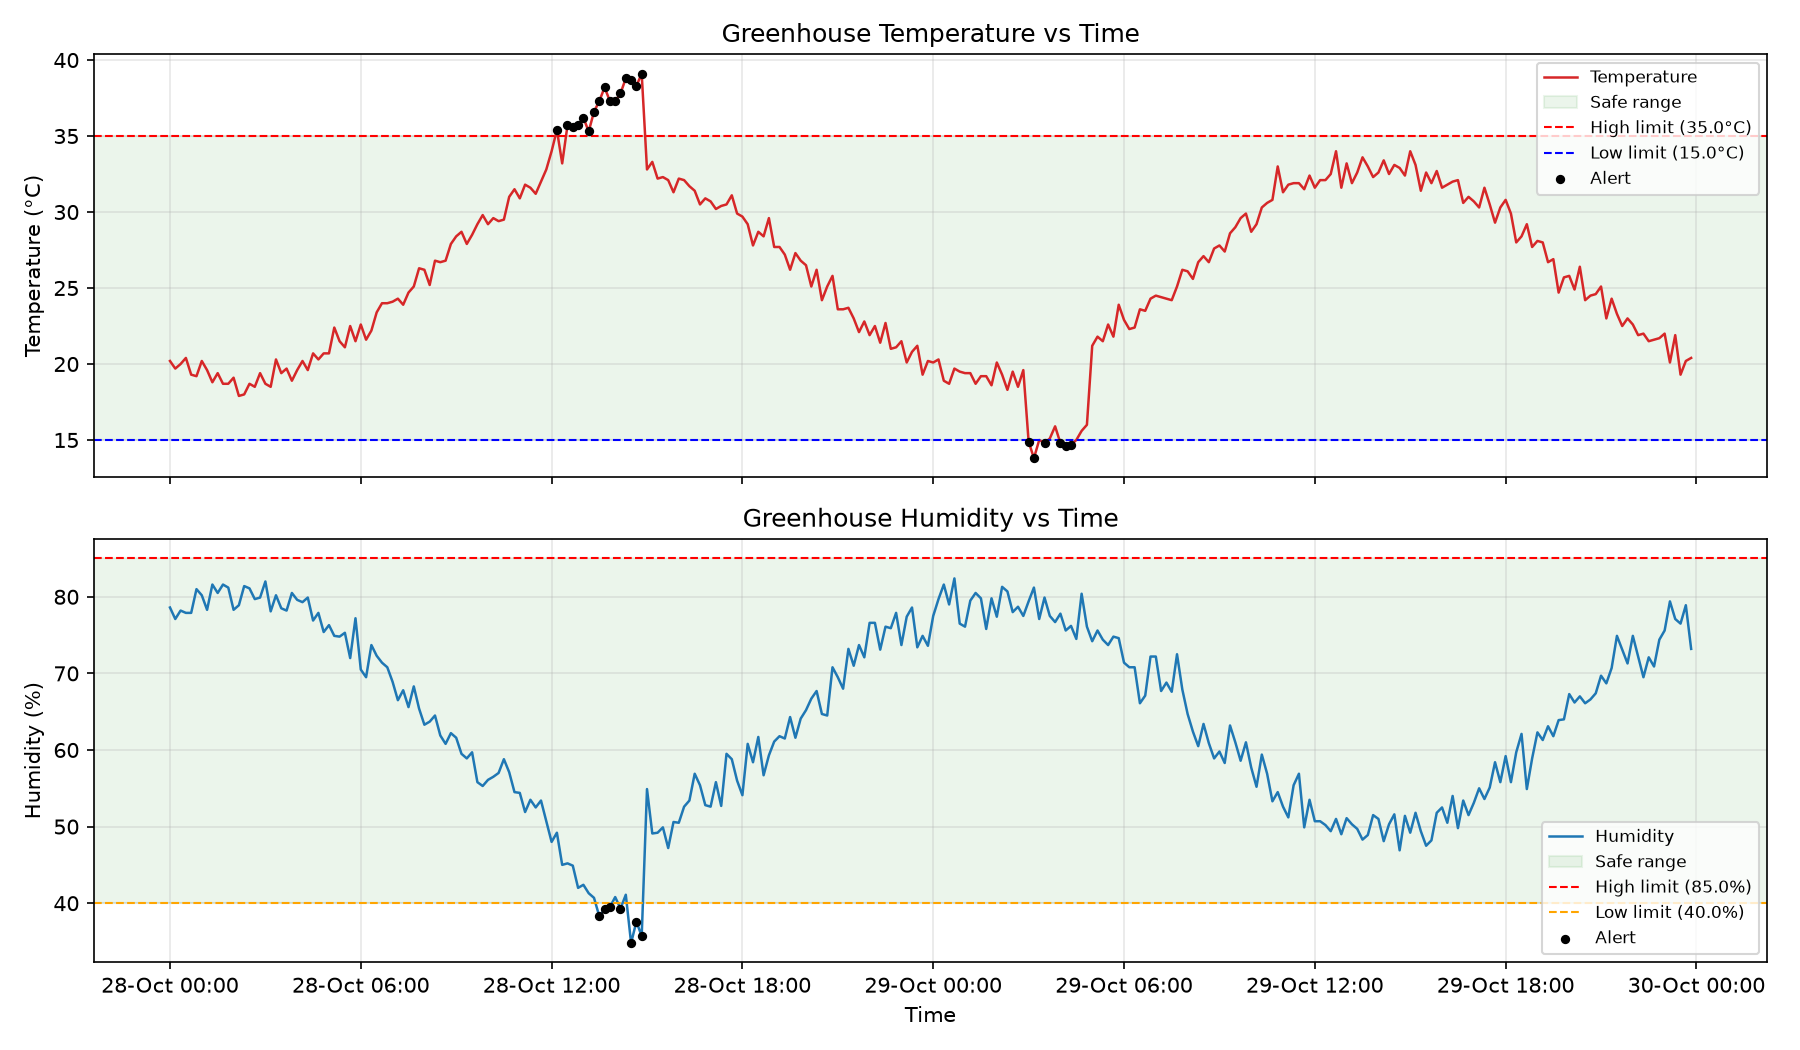 Greenhouse Temperature vs Time
Temperature (°C)
40
35
30
25
20
15
Temperature
Safe range
High limit (35.0°C)
Low limit (15.0°C)
Alert
Greenhouse Humidity vs Time
Humidity (%)
80
70
60
50
40
Humidity
Safe range
High limit (85.0%)
Low limit (40.0%)
Alert
28-Oct 00:00 28-Oct 06:00 28-Oct 12:00 28-Oct 18:00 29-Oct 00:00 29-Oct 06:00 29-Oct 12:00 29-Oct 18:00 30-Oct 00:00
Time